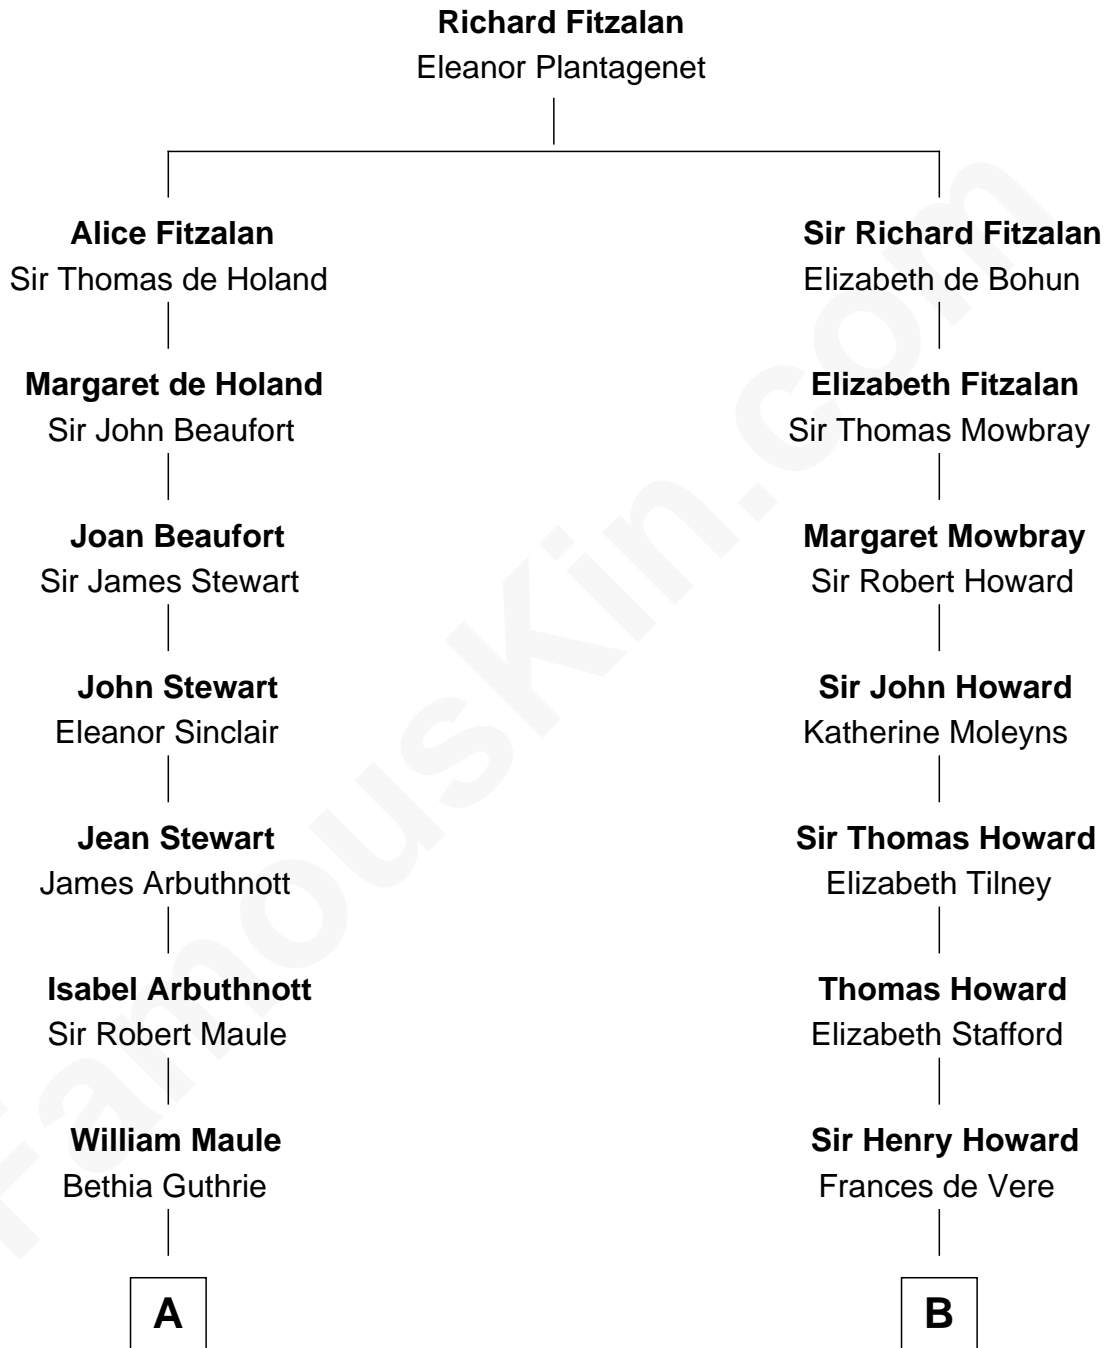 Richard Fitzalan
Eleanor Plantagenet
Alice Fitzalan
Sir Thomas de Holand
Sir Richard Fitzalan
Elizabeth de Bohun
Margaret de Holand
Sir John Beaufort
Elizabeth Fitzalan
Sir Thomas Mowbray
Joan Beaufort
Sir James Stewart
Margaret Mowbray
Sir Robert Howard
John Stewart
Eleanor Sinclair
Sir John Howard
Katherine Moleyns
Jean Stewart
James Arbuthnott
Sir Thomas Howard
Elizabeth Tilney
Isabel Arbuthnott
Sir Robert Maule
Thomas Howard
Elizabeth Stafford
William Maule
Bethia Guthrie
Sir Henry Howard
Frances de Vere
A
B
FamousKin.com